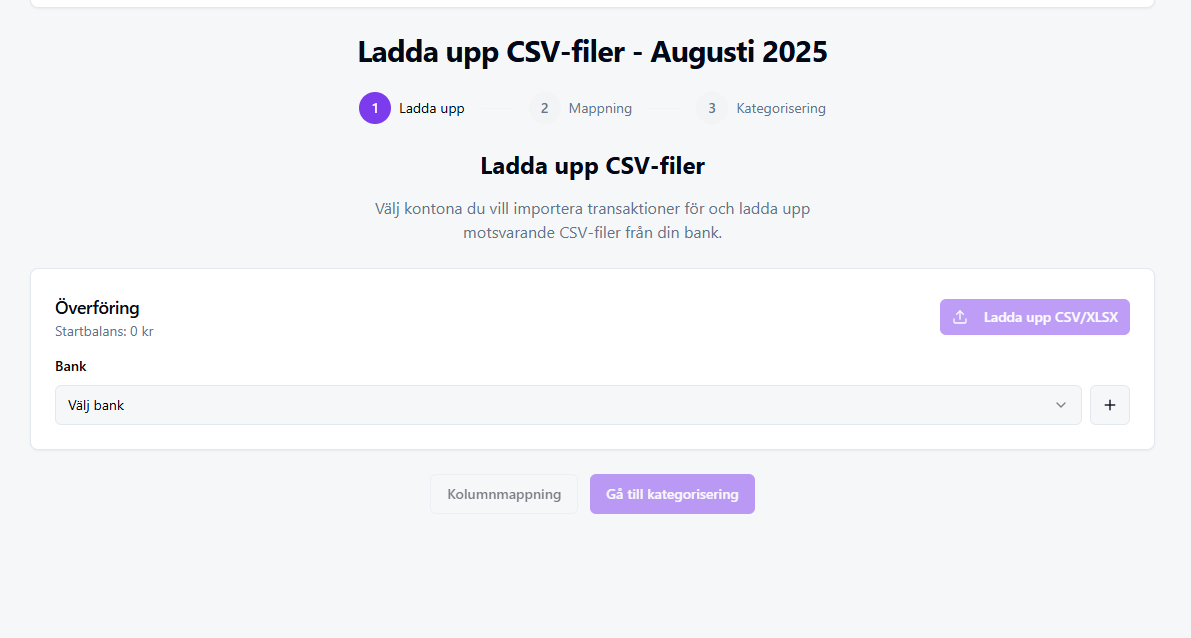 Ladda upp CSV-filer - Augusti 2025
1 Ladda upp 2 Mappning 3 Kategorisering
Ladda upp CSV-filer
Välj kontona du vill importera transaktioner för och ladda upp
motsvarande CSV-filer från din bank.
Överföring
Startbalans: 0 kr
Ladda upp CSV/XLSX
Bank
Välj bank
Kolumnmappning
Gå till kategorisering